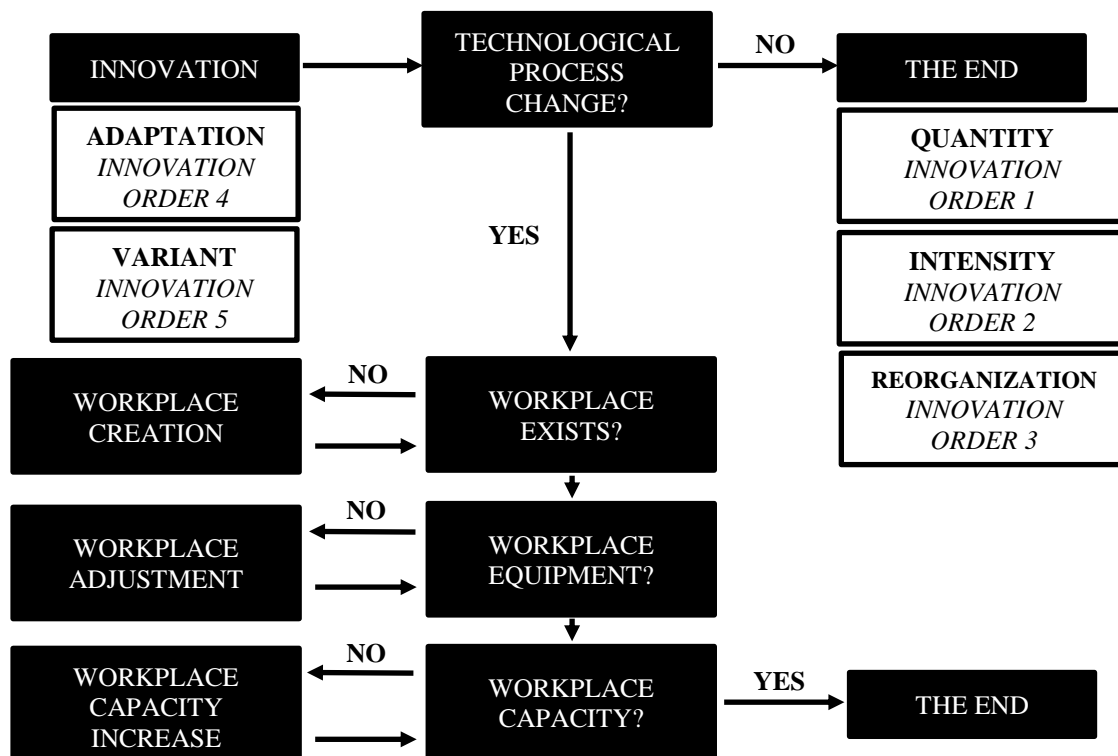 INNOVATION
TECHNOLOGICAL
PROCESS
CHANGE?
NO
THE END
ADAPTATION
INNOVATION
ORDER 4
VARIANT
INNOVATION
ORDER 5
YES
QUANTITY
INNOVATION
ORDER 1
INTENSITY
INNOVATION
ORDER 2
REORGANIZATION
INNOVATION
ORDER 3
WORKPLACE
CREATION
NO
WORKPLACE
EXISTS?
WORKPLACE
ADJUSTMENT
NO
WORKPLACE
EQUIPMENT?
WORKPLACE
CAPACITY
INCREASE
NO
WORKPLACE
CAPACITY?
YES
THE END